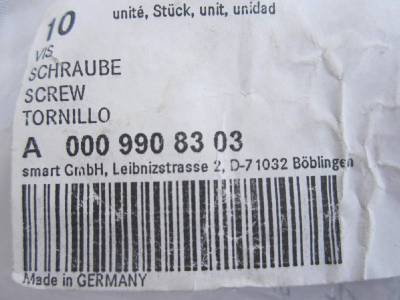 unité, Stück, unit, unidad
10
VIS
SCHRAUBE
SCREW
TORNILLO
A 000 990 83 03
smart GmbH, Leibnizstrasse 2, D-71032 Böblingen
Made in GERMANY